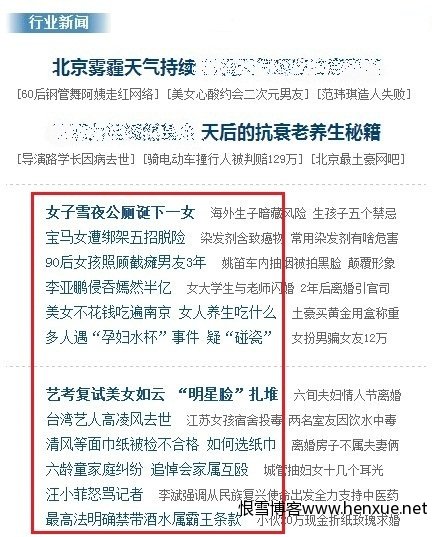 行业新闻
北京雾霾天气持续
[60后钢管舞阿姨走红网络] [美女心酸约会二次元男友] [范玮琪造人失败]
天后的抗衰老养生秘籍
[导演路学长因病去世] [骑电动车撞行人被判赔129万] [北京最土豪网吧]
女子雪夜公厕诞下一女 海外生子暗藏风险 生孩子五个禁忌
宝马女遭绑架五招脱险 染发剂含致癌物 常用染发剂有啥危害
90后女孩照顾截瘫男友3年 姚笛车内抽烟被拍黑脸 颠覆形象
李亚鹏侵吞嫣然半亿 女大学生与老师闪婚 2年后离婚引官司
美女不花钱吃遍南京 女人养生吃什么 土豪买黄金用盒称重
多人遇“孕妇水杯”事件 疑“碰瓷” 女扮男骗女友12万
艺考复试美女如云 “明星脸”扎堆 六旬夫妇情人节离婚
台湾艺人高凌风去世 江苏女孩宿舍投毒 两名室友因饮水中毒
清风等面巾纸被检不合格 如何选纸巾 离婚房子不属夫妻俩
六龄童家庭纠纷 追悼会家属互殴 城管抽妇女十几个耳光
汪小菲怒骂记者 李斌强调从民族复兴使命出发全力支持中医药
最高法明确禁带酒水属霸王条款 小伙20万现金折纸玫瑰求婚
恨雪博客www.henxue.net